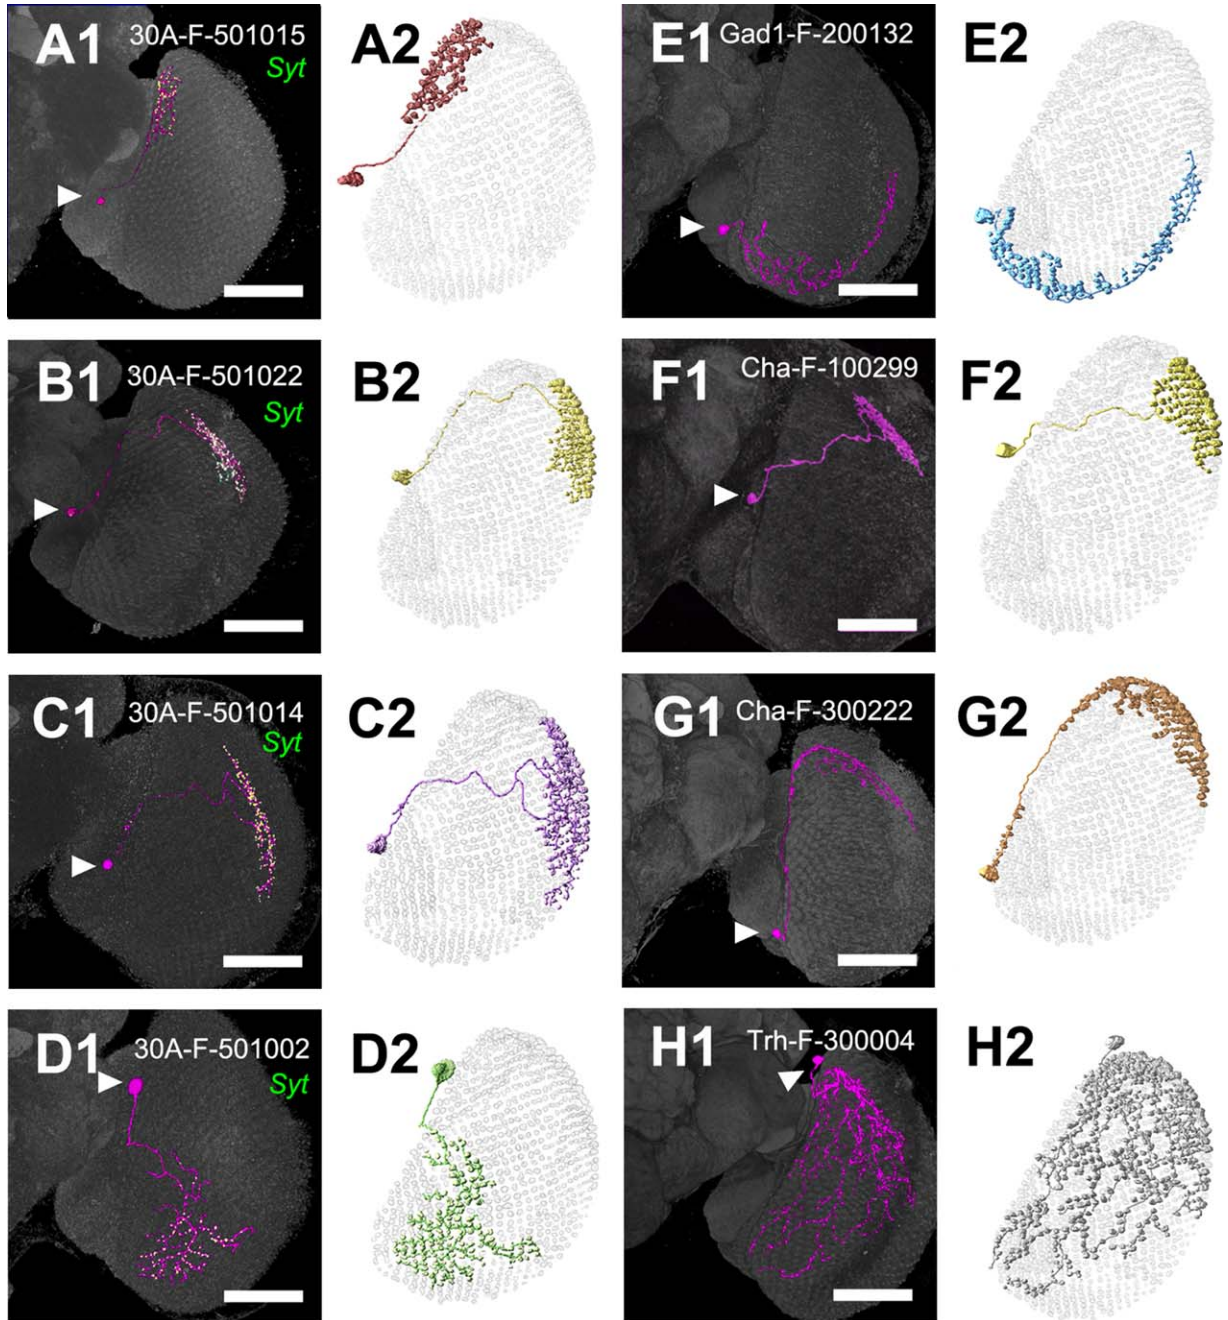 A1 30A-F-501015
Syt
A2
E1 Gad1-F-200132
E2
B1 30A-F-501022
Syt
B2
F1 Cha-F-100299
F2
C1 30A-F-501014
Syt
C2
G1 Cha-F-300222
G2
D1 30A-F-501002
Syt
D2
H1 Trh-F-300004
H2